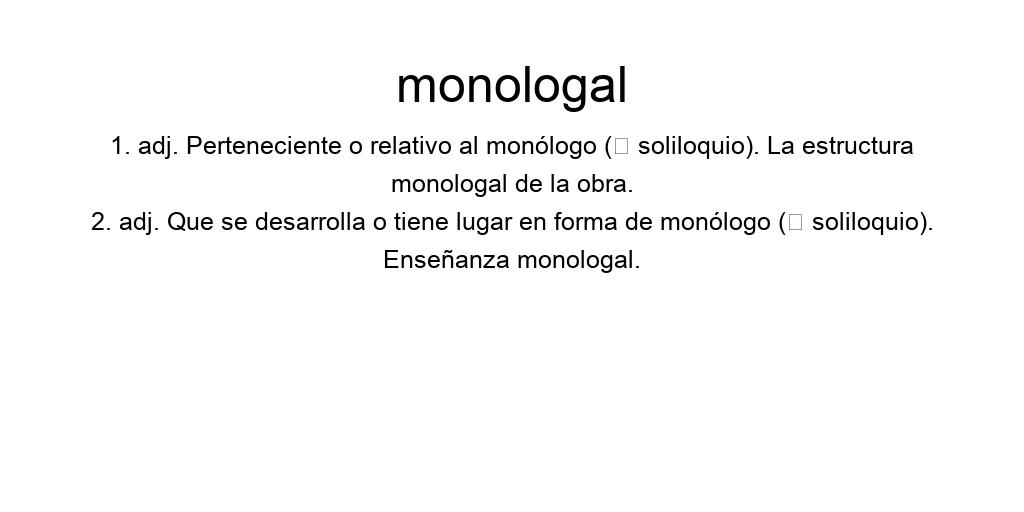 monologal
1. adj. Perteneciente o relativo al monólogo (□ soliloquio). La estructura
monologal de la obra.
2. adj. Que se desarrolla o tiene lugar en forma de monólogo (□ soliloquio).
Enseñanza monologal.